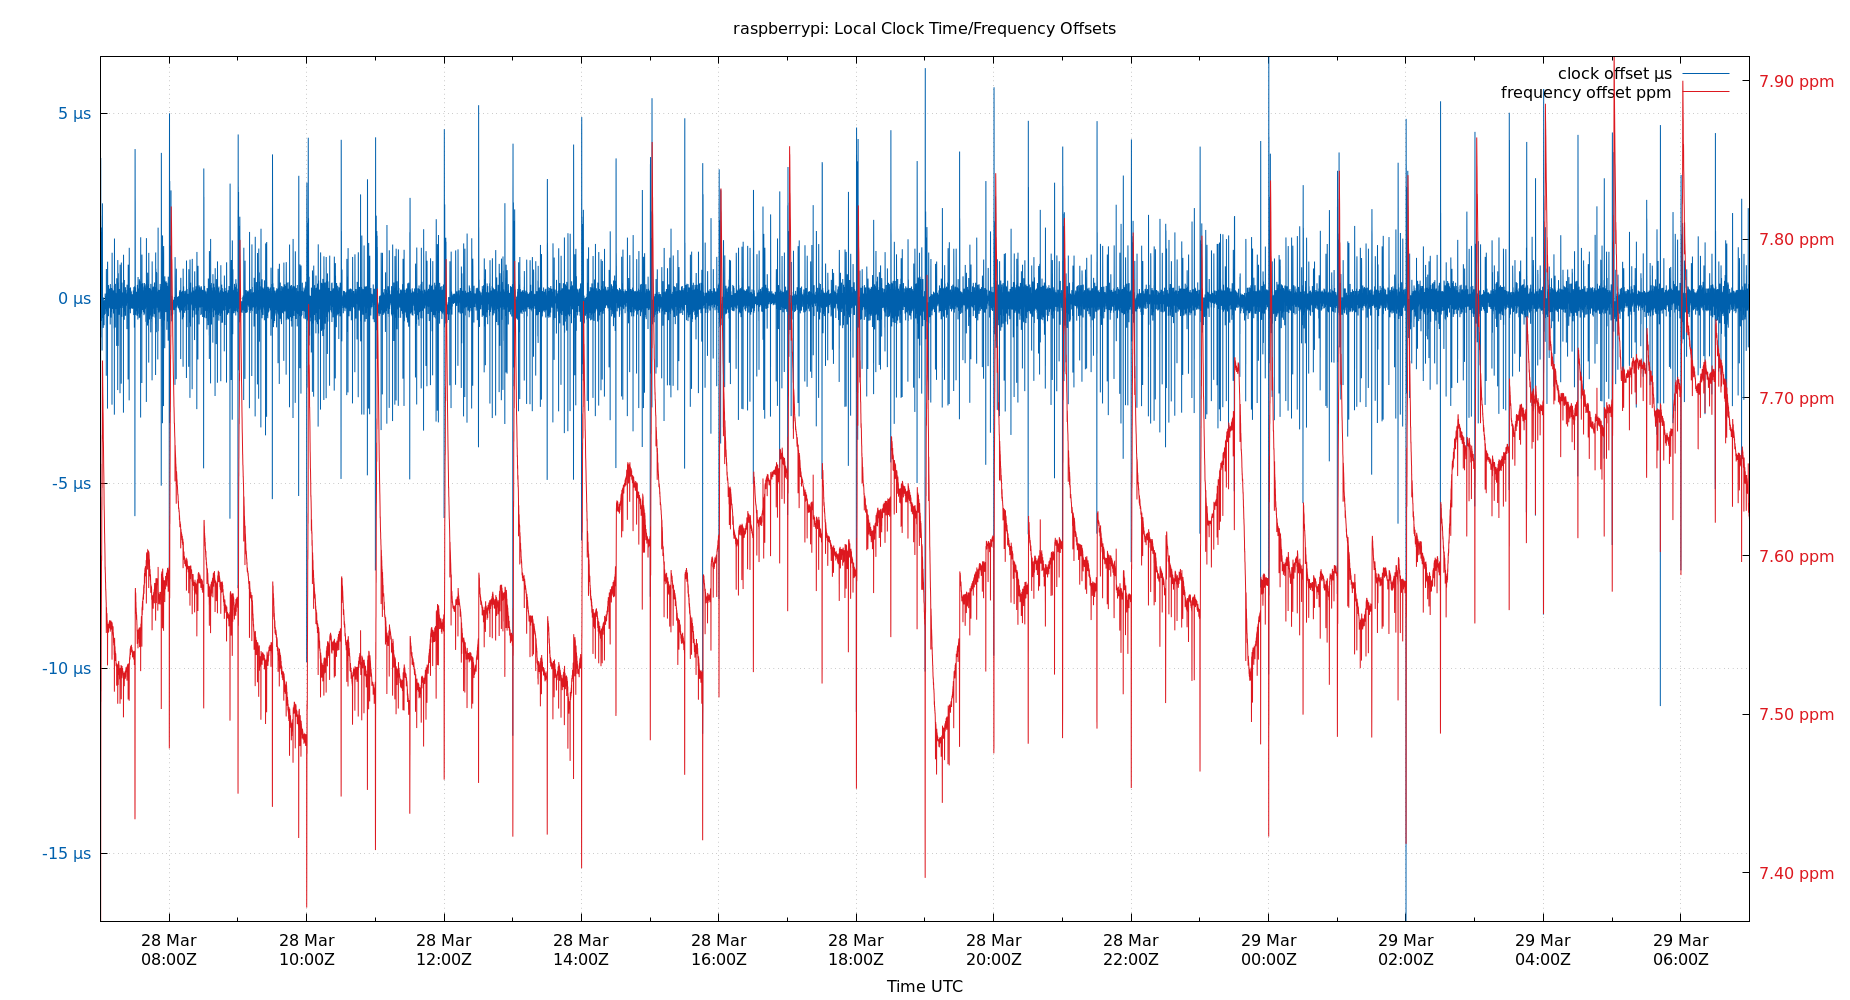 raspberrypi: Local Clock Time/Frequency Offsets
clock offset µs
frequency offset ppm
5 µs
0 µs
-5 µs
-10 µs
-15 µs
7.90 ppm
7.80 ppm
7.70 ppm
7.60 ppm
7.50 ppm
7.40 ppm
28 Mar 28 Mar 28 Mar 28 Mar 28 Mar 28 Mar 28 Mar 28 Mar 29 Mar 29 Mar 29 Mar 29 Mar
08:00Z 10:00Z 12:00Z 14:00Z 16:00Z 18:00Z 20:00Z 22:00Z 00:00Z 02:00Z 04:00Z 06:00Z
Time UTC